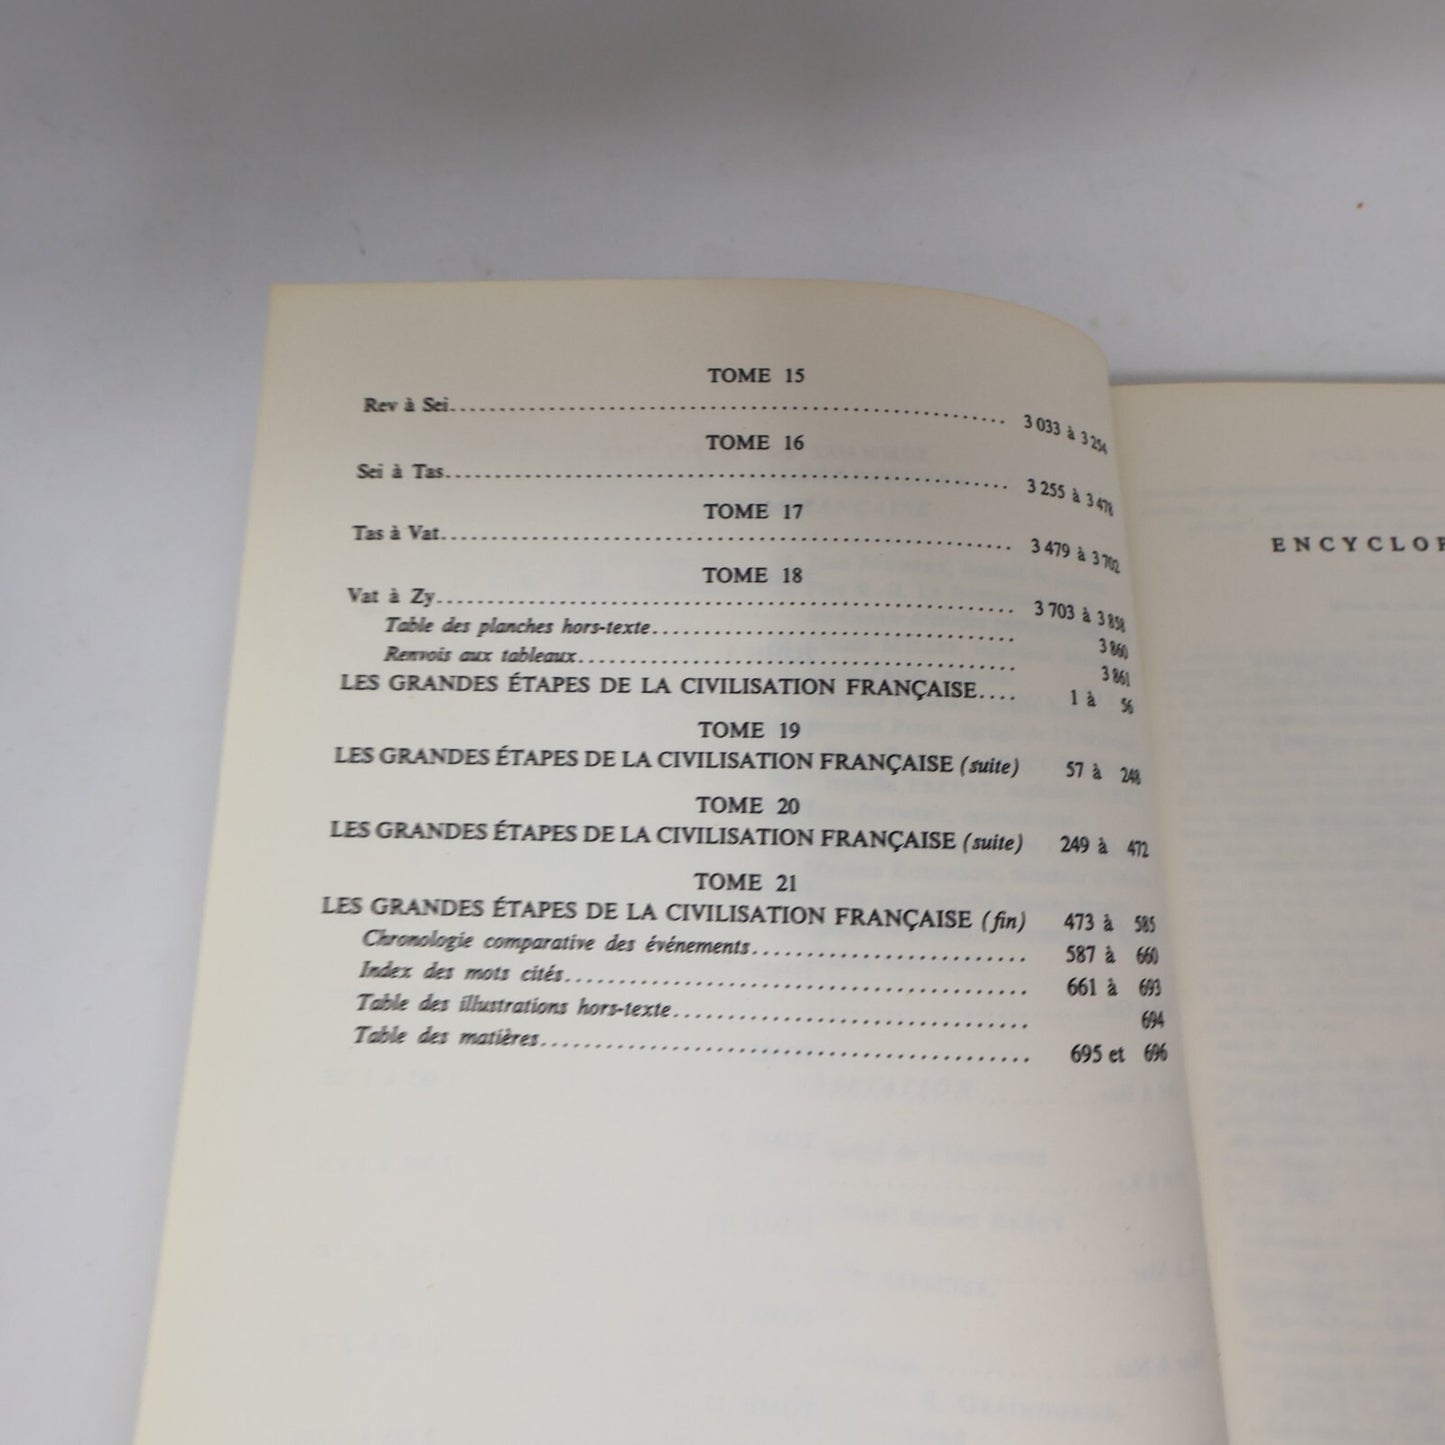 TOME 15
Rev à Sei........ 3 033 à 3 254
TOME 16
Sei à Tas........ 3 255 à 3 478
TOME 17
Tas à Vat........ 3 479 à 3 702
TOME 18
Vat à Zy........ 3 703 à 3 858
Table des planches hors-texte........ 3 860
Renvois aux tableaux........ 3 861
LES GRANDES ÉTAPES DE LA CIVILISATION FRANÇAISE.... 1 à 56
TOME 19
LES GRANDES ÉTAPES DE LA CIVILISATION FRANÇAISE (suite) 57 à 248
TOME 20
LES GRANDES ÉTAPES DE LA CIVILISATION FRANÇAISE (suite) 249 à 472
TOME 21
LES GRANDES ÉTAPES DE LA CIVILISATION FRANÇAISE (fin) 473 à 585
Chronologie comparative des événements........ 587 à 660
Index des mots cités........ 661 à 693
Table des illustrations hors-texte........ 694
Table des matières........ 695 et 696
ENCYCLOP